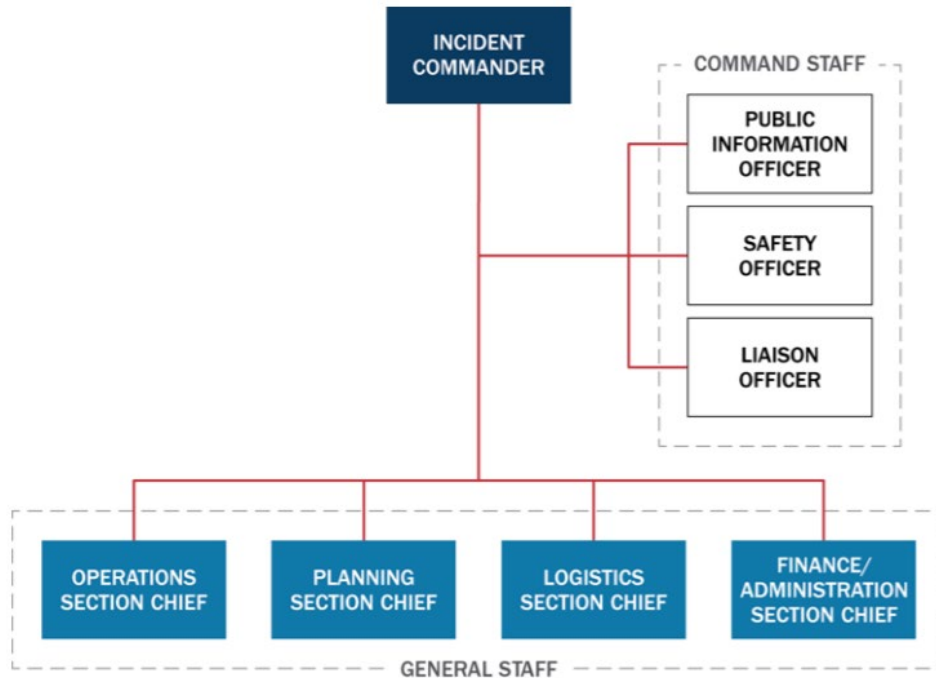 INCIDENT
COMMANDER
COMMAND STAFF
PUBLIC
INFORMATION
OFFICER
SAFETY
OFFICER
LIAISON
OFFICER
OPERATIONS
SECTION CHIEF
PLANNING
SECTION CHIEF
LOGISTICS
SECTION CHIEF
FINANCE/
ADMINISTRATION
SECTION CHIEF
GENERAL STAFF